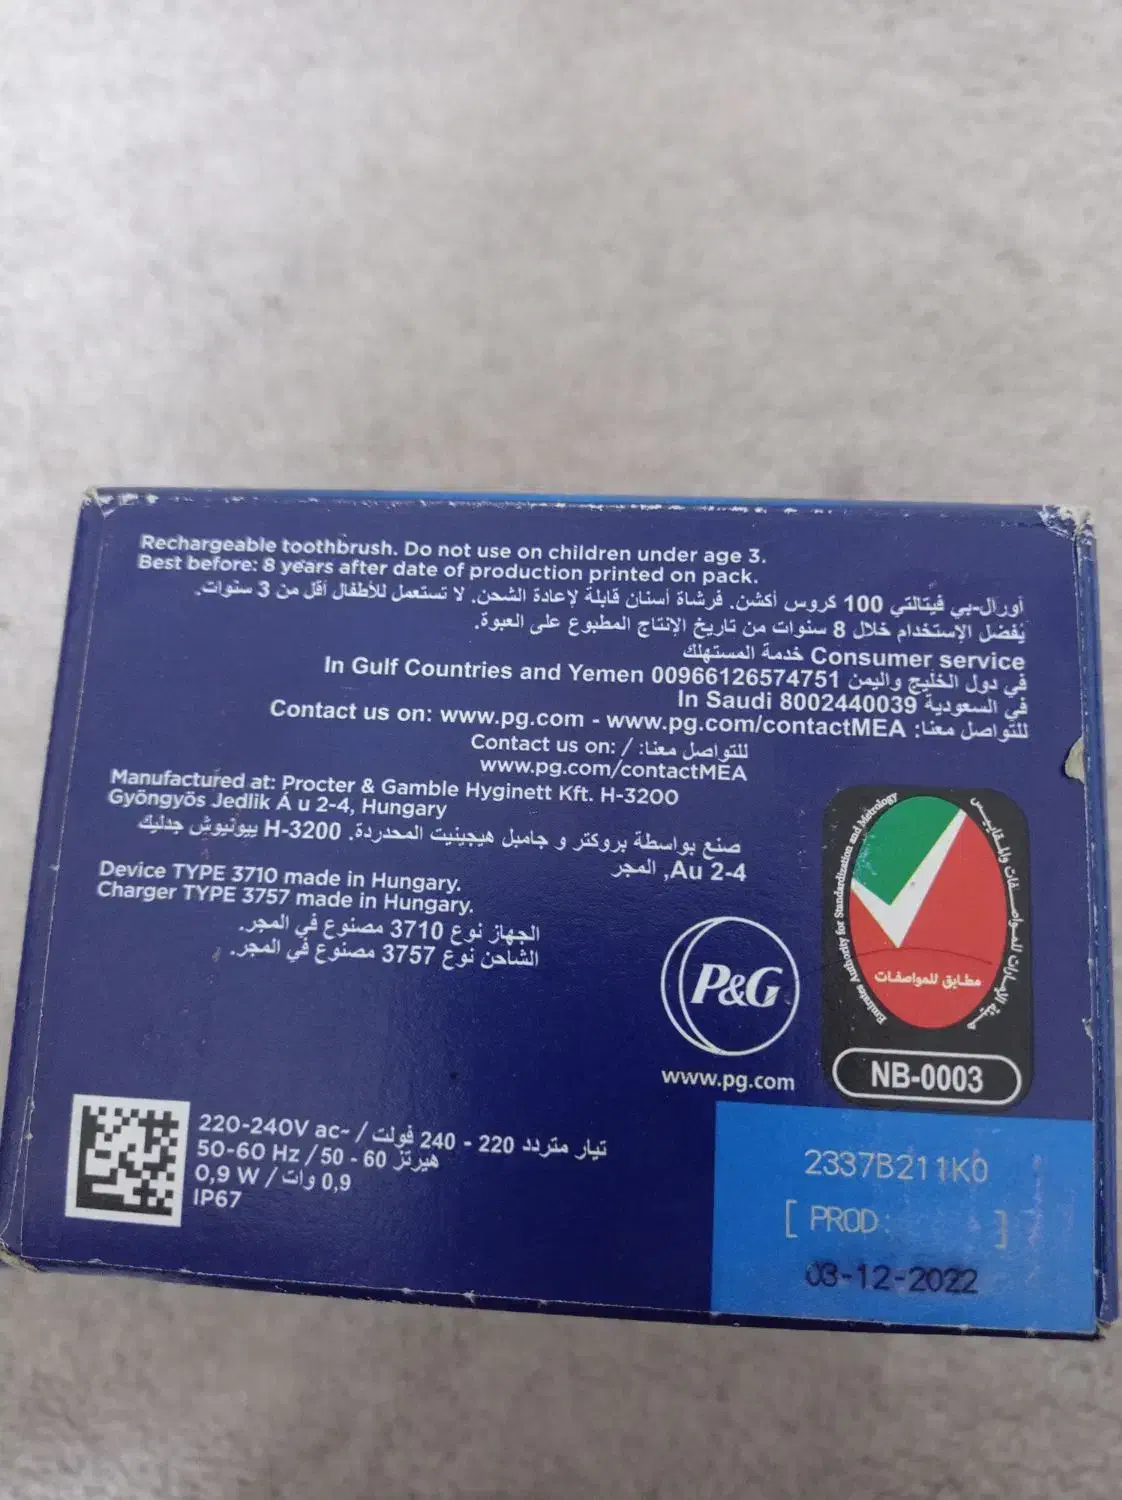 Rechargeable toothbrush. Do not use on children under age 3.
Best before: 8 years after date of production printed on pack.
أورال-بي فيتالتي 100 كروس أكشن. فرشاة أسنان قابلة لإعادة الشحن. لا تستعمل للأطفال أقل من 3 سنوات.
يُفضل الإستخدام خلال 8 سنوات من تاريخ الإنتاج المطبوع على العبوة.
Consumer service خدمة المستهلك
In Gulf Countries and Yemen 00966126574751 في دول الخليج واليمن
In Saudi 8002440039 في السعودية
Contact us on: www.pg.com - www.pg.com/contactMEA للتواصل معنا:
Contact us on: / للتواصل معنا:
www.pg.com/contactMEA
Manufactured at: Procter & Gamble Hyginett Kft. H-3200
Gyöngyös Jedlik Á u 2-4, Hungary
صنع بواسطة بروكتر و جامبل هيجينيت المحدردة. H-3200 جدليك
Au 2-4, المجر
Device TYPE 3710 made in Hungary.
Charger TYPE 3757 made in Hungary.
الجهاز نوع 3710 مصنوع في المجر.
الشاحن نوع 3757 مصنوع في المجر.
P&G
www.pg.com
Emirates Authority for Standardization and Metrology
هيئة الإمارات للمواصفات والمقاييس
مطابق للمواصفات
NB-0003
220-240V ac~ / تيار متردد 220 - 240 فولت
50-60 Hz / 50 - 60 هيرتز
0,9 W / 0,9 وات
IP67
2337B211K0
[ PROD: ]
03-12-2022